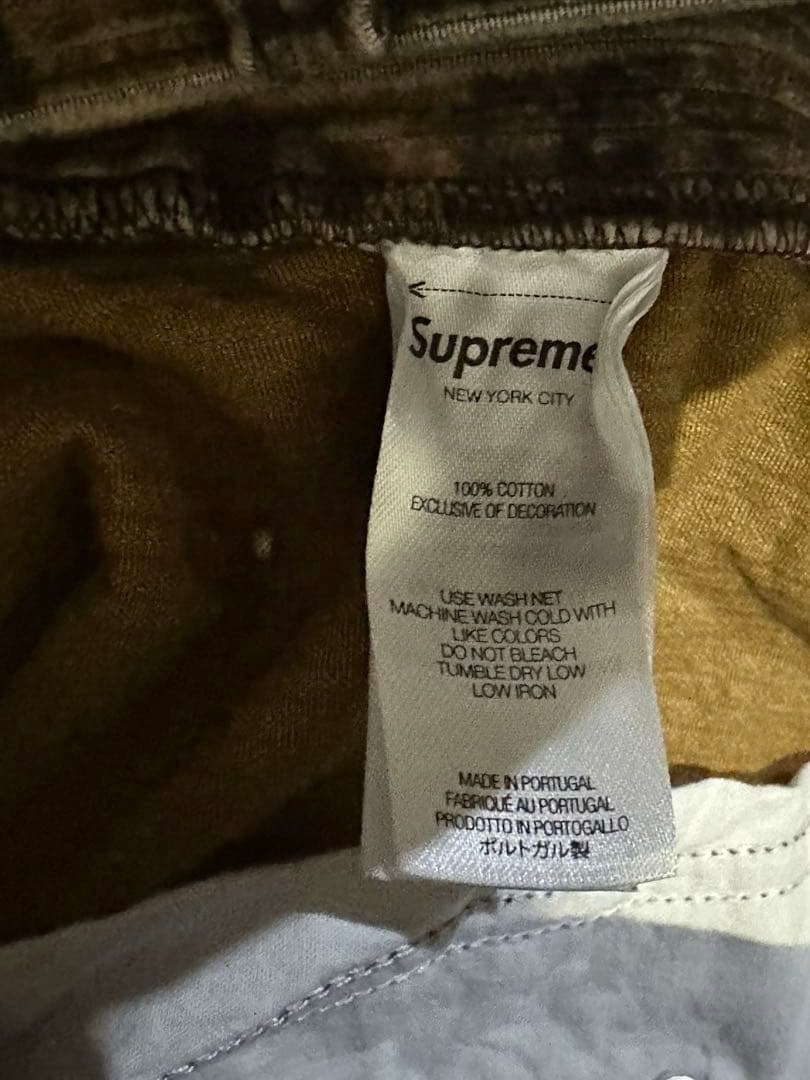 Supreme
NEW YORK CITY
100% COTTON
EXCLUSIVE OF DECORATION
USE WASH NET
MACHINE WASH COLD WITH
LIKE COLORS
DO NOT BLEACH
TUMBLE DRY LOW
LOW IRON
MADE IN PORTUGAL
FABRIQUÉ AU PORTUGAL
PRODOTTO IN PORTOGALLO
ポルトガル製